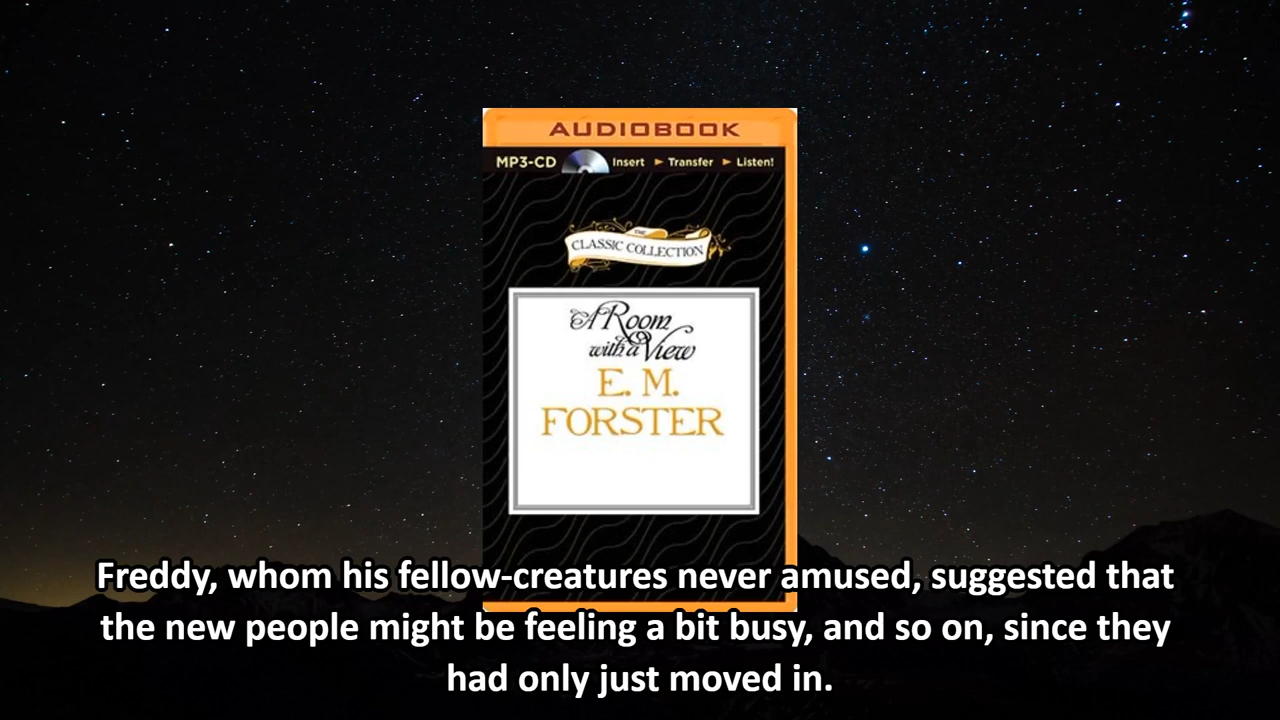 AUDIOBOOK
MP3-CD Insert ► Transfer ► Listen!
THE
CLASSIC COLLECTION
A Room
with a View
E. M.
FORSTER
Freddy, whom his fellow-creatures never amused, suggested that
the new people might be feeling a bit busy, and so on, since they
had only just moved in.